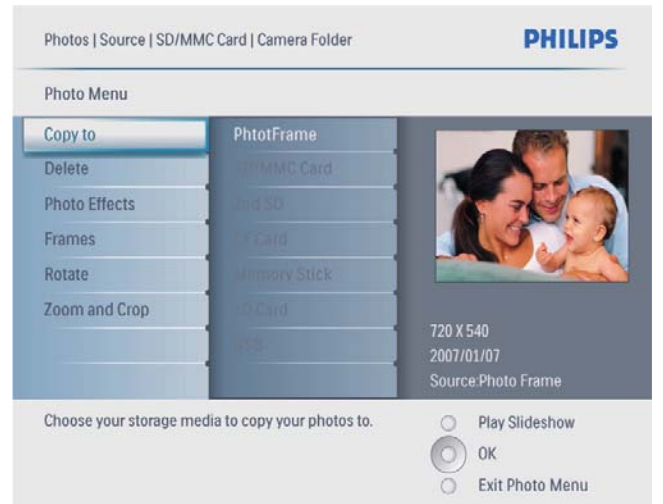 Photos | Source | SD/MMC Card | Camera Folder
PHILIPS
Photo Menu
Copy to
Delete
Photo Effects
Frames
Rotate
Zoom and Crop
PhtotFrame
SD/MMC Card
2nd SD
CF Card
Memory Stick
xD Card
USB
720 X 540
2007/01/07
Source:Photo Frame
Choose your storage media to copy your photos to.
Play Slideshow
OK
Exit Photo Menu